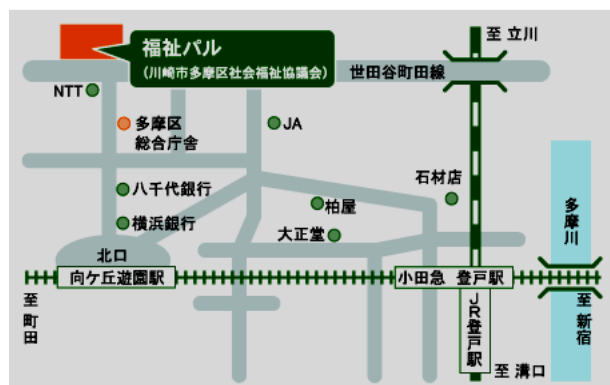 至 立川
福祉パル
(川崎市多摩区社会福祉協議会)
世田谷町田線
NTT
多摩区
総合庁舎
JA
八千代銀行
石材店
柏屋
横浜銀行
大正堂
多摩川
北口
向ケ丘遊園駅
小田急 登戸駅
至 町田
JR登戸駅
至 新宿
至 溝口